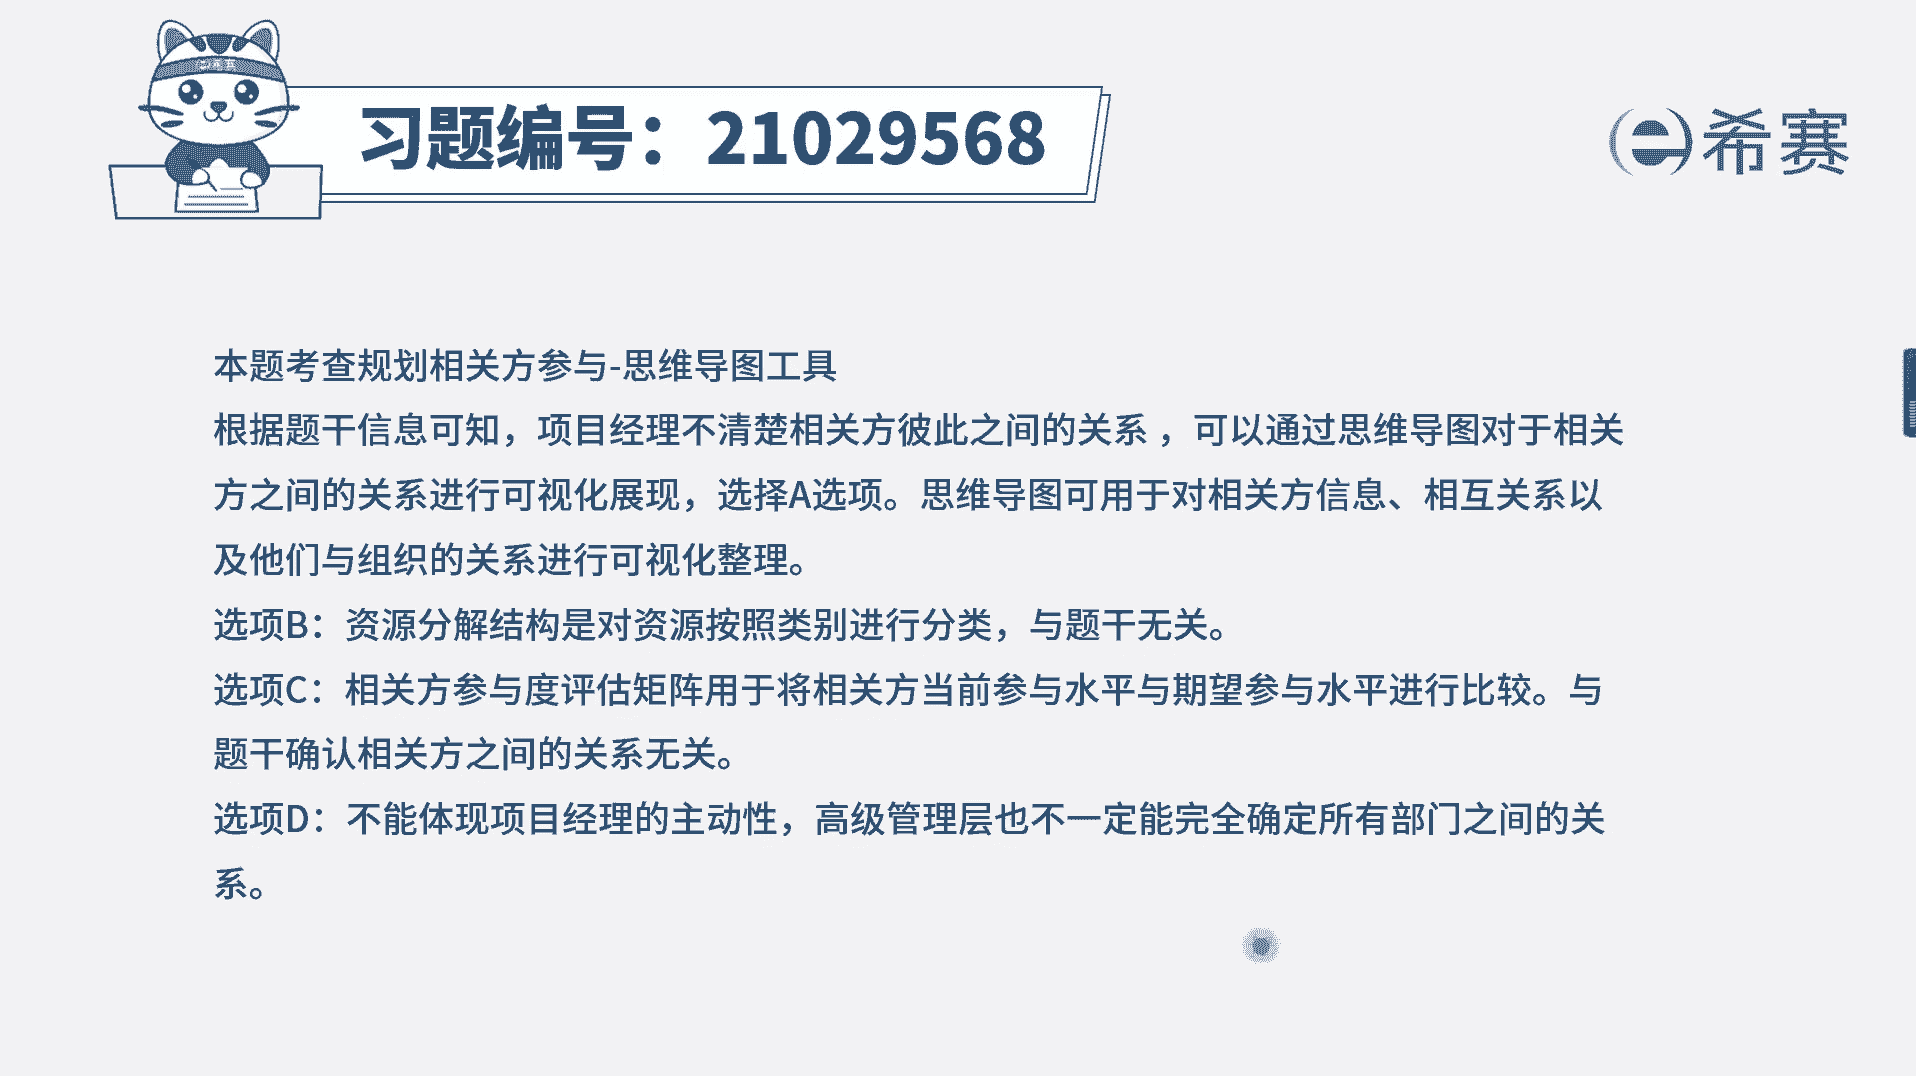 习题编号：21029568
希赛
本题考查规划相关方参与-思维导图工具
根据题干信息可知，项目经理不清楚相关方彼此之间的关系 ，可以通过思维导图对于相关
方之间的关系进行可视化展现，选择A选项。思维导图可用于对相关方信息、相互关系以
及他们与组织的关系进行可视化整理。
选项B：资源分解结构是对资源按照类别进行分类，与题干无关。
选项C：相关方参与度评估矩阵用于将相关方当前参与水平与期望参与水平进行比较。与
题干确认相关方之间的关系无关。
选项D：不能体现项目经理的主动性，高级管理层也不一定能完全确定所有部门之间的关
系。